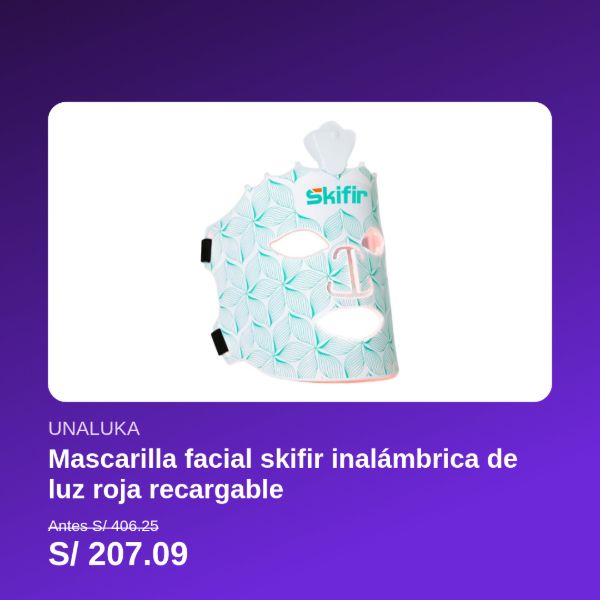 Skifir
UNALUKA
Mascarilla facial skifir inalámbrica de
luz roja recargable
Antes S/ 406.25
S/ 207.09